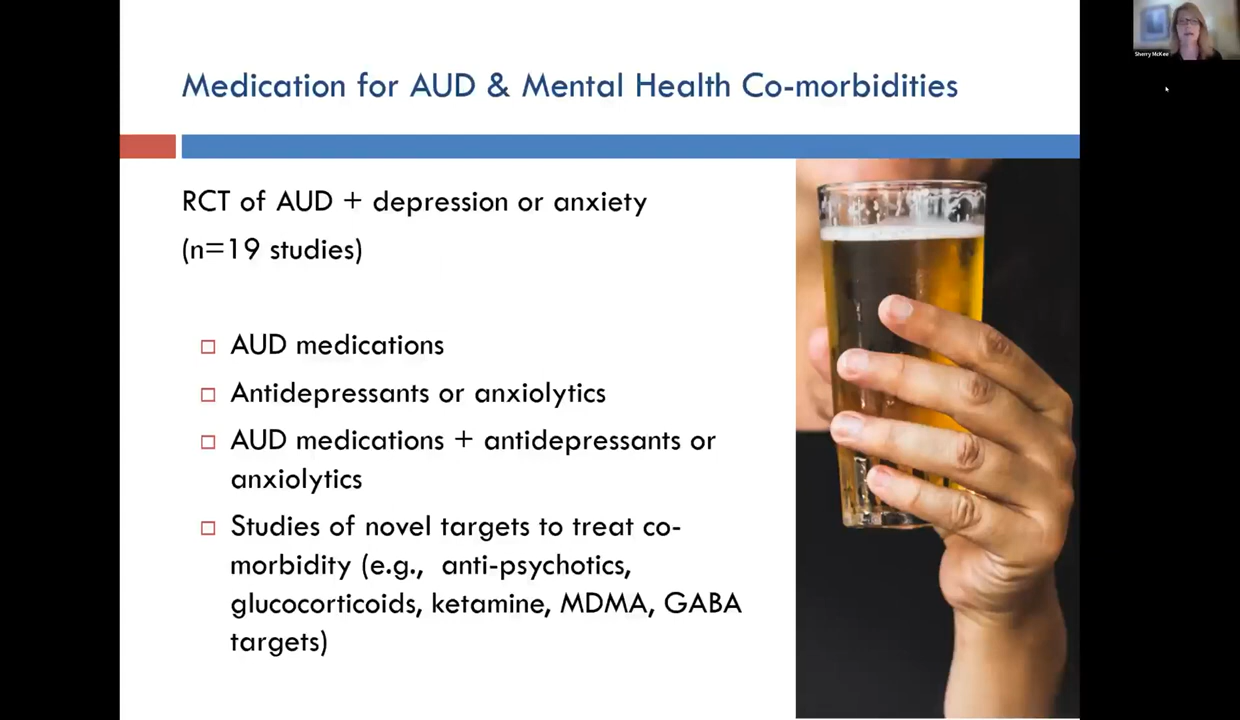 Medication for AUD & Mental Health Co-morbidities
Sherry McKee
RCT of AUD + depression or anxiety
(n=19 studies)
□ AUD medications
□ Antidepressants or anxiolytics
□ AUD medications + antidepressants or
anxiolytics
□ Studies of novel targets to treat co-
morbidity (e.g.,  anti-psychotics,
glucocorticoids, ketamine, MDMA, GABA
targets)